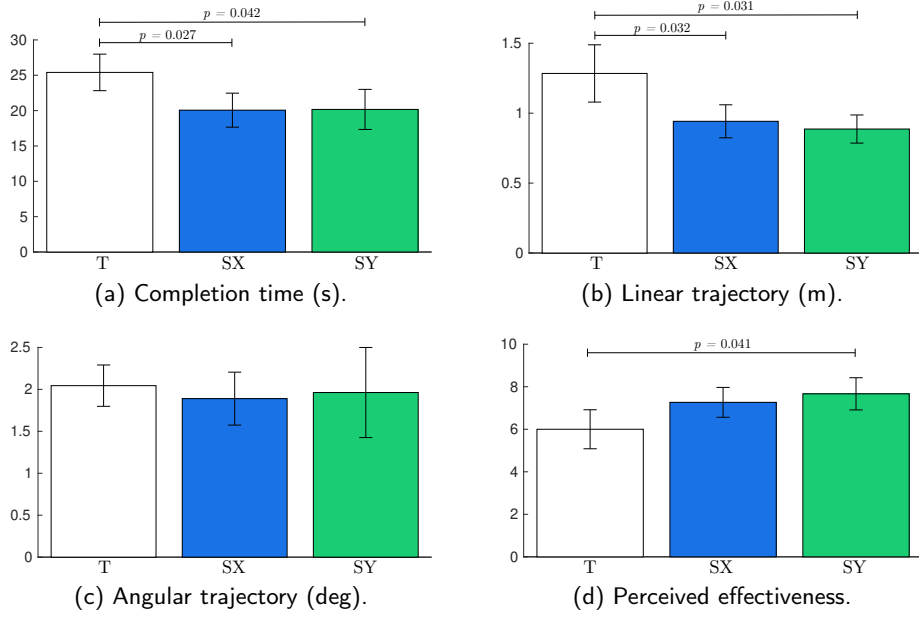 p = 0.042
p = 0.027
30
25
20
15
10
5
0
T SX SY
(a) Completion time (s).
p = 0.031
p = 0.032
1.5
1
0.5
0
T SX SY
(b) Linear trajectory (m).
2.5
2
1.5
1
0.5
0
T SX SY
(c) Angular trajectory (deg).
p = 0.041
10
8
6
4
2
0
T SX SY
(d) Perceived effectiveness.